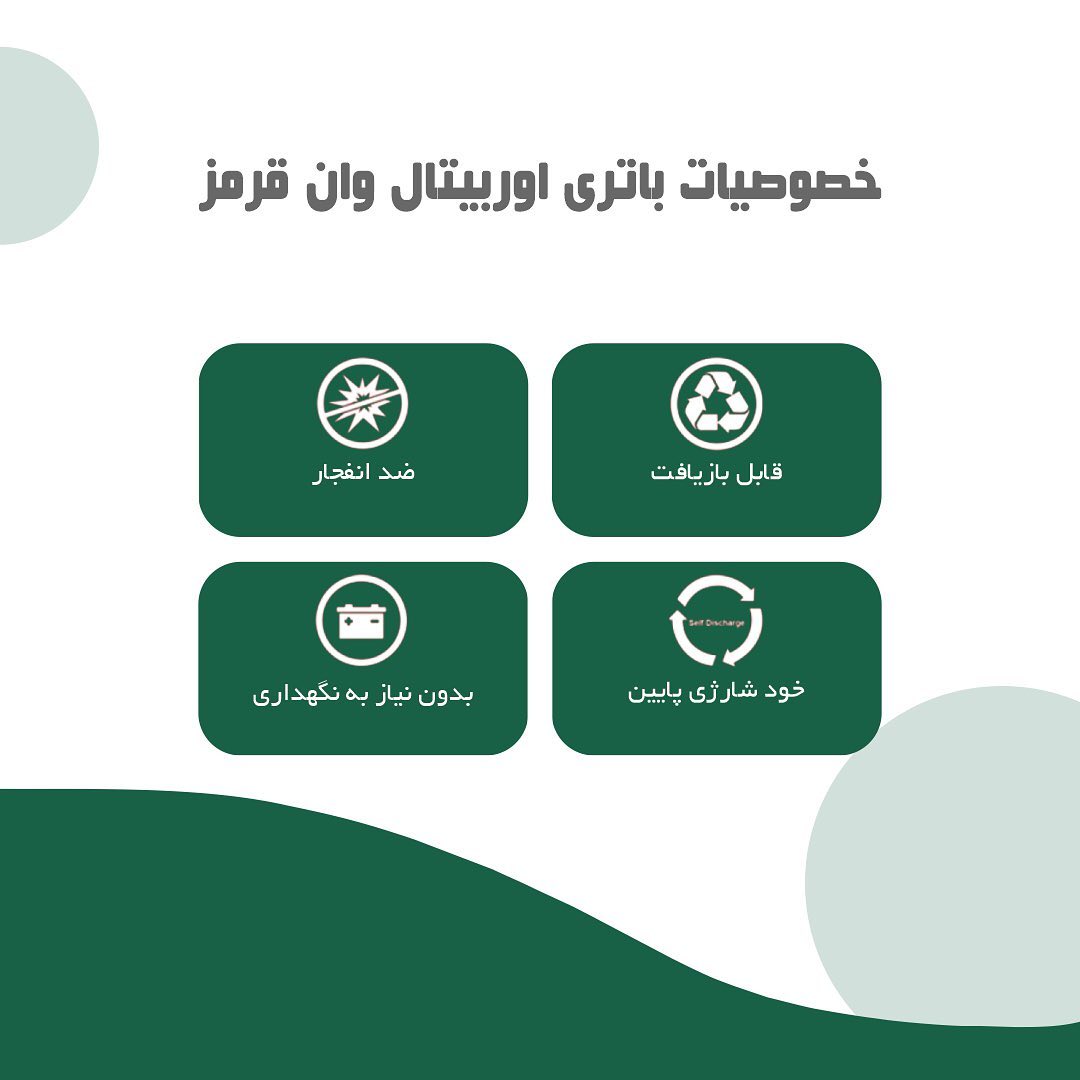 خصوصیات باتری اوربیتال وان قرمز
قابل بازیافت
ضد انفجار
Self Discharge
خود شارژی پایین
بدون نیاز به نگهداری